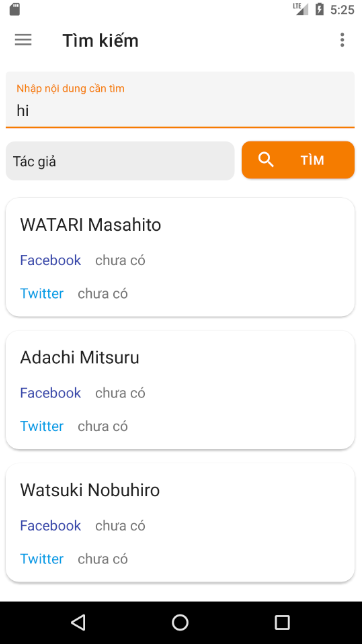 LTE 5:25
Tìm kiếm
Nhập nội dung cần tìm
hi
Tác giả TÌM
WATARI Masahito
Facebook chưa có
Twitter chưa có
Adachi Mitsuru
Facebook chưa có
Twitter chưa có
Watsuki Nobuhiro
Facebook chưa có
Twitter chưa có